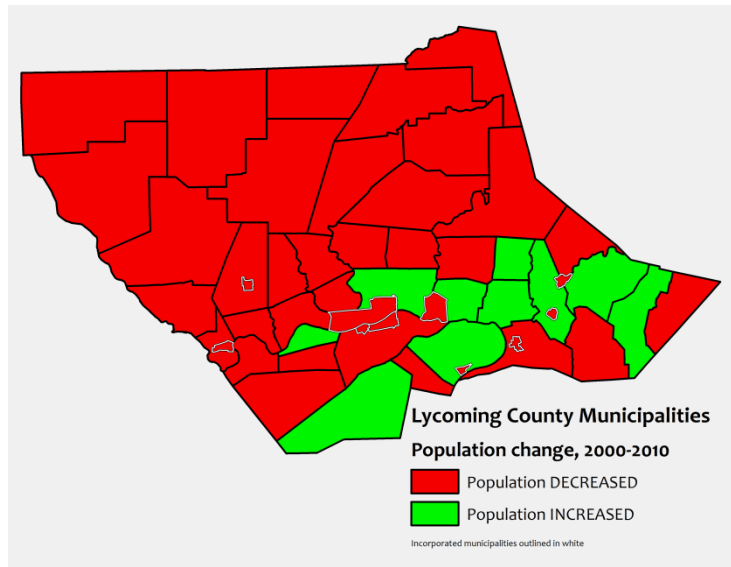 Lycoming County Municipalities
Population change, 2000-2010
Population DECREASED
Population INCREASED
Incorporated municipalities outlined in white